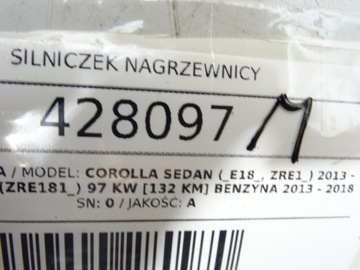 SILNICZEK NAGRZEWNICY
428097 M
A / MODEL: COROLLA SEDAN (_E18_, ZRE1_) 2013 -
(ZRE181_) 97 KW [132 KM] BENZYNA 2013 - 2018
SN: 0 / JAKOŚĆ: A